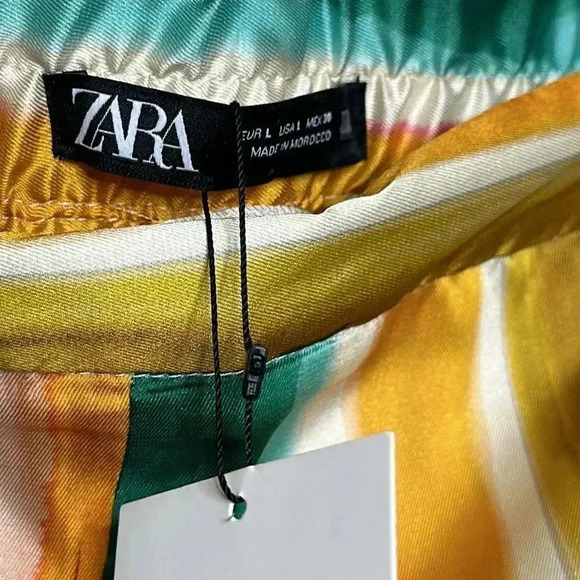 ZARA
EUR L USA L MEX 30
MADE IN MOROCCO